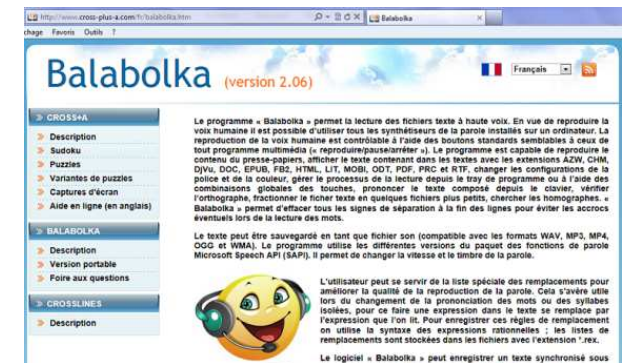 http://www.cross-plus-a.com/fr/balabolka.htm
Balabolka
chage Favoris Outils ?
Balabolka (version 2.06)
Français
CROSS+A
Description
Sudoku
Puzzles
Variantes de puzzles
Captures d'écran
Aide en ligne (en anglais)
BALABOLKA
Description
Version portable
Foire aux questions
CROSSLINES
Description
Le programme « Balabolka » permet la lecture des fichiers texte à haute voix. En vue de reproduire la
voix humaine il est possible d'utiliser tous les synthétiseurs de la parole installés sur un ordinateur. La
reproduction de la voix humaine est contrôlable à l'aide des boutons standards semblables à ceux de
tout programme multimédia (« reproduire/pause/arrêter »). Le programme est capable de reproduire le
contenu du presse-papiers, afficher le texte contenant dans les textes avec les extensions AZW, CHM,
DjVu, DOC, EPUB, FB2, HTML, LIT, MOBI, ODT, PDF, PRC et RTF, changer les configurations de la
police et de la couleur, gérer le processus de la lecture depuis le tray de programme ou à l'aide des
combinaisons globales des touches, prononcer le texte composé depuis le clavier, vérifier
l'orthographe, fractionner le ficher texte en quelques fichiers plus petits, chercher les homographes. «
Balabolka » permet d'effacer tous les signes de séparation à la fin des lignes pour éviter les accrocs
éventuels lors de la lecture des mots.
Le texte peut être sauvegardé en tant que fichier son (compatible avec les formats WAV, MP3, MP4,
OGG et WMA). Le programme utilise les différentes versions du paquet des fonctions de parole
Microsoft Speech API (SAPI). Il permet de changer la vitesse et le timbre de la parole.
L'utilisateur peut se servir de la liste spéciale des remplacements pour
améliorer la qualité de la reproduction de la parole. Cela s'avère utile
lors du changement de la prononciation des mots ou des syllabes
isolées, pour ce faire une expression dans le texte se remplace par
l'expression que l'on lit. Pour enregistrer ces règles de remplacement
on utilise la syntaxe des expressions rationnelles ; les listes de
remplacements sont stockées dans les fichiers avec l'extension *.rex.
Le logiciel « Balabolka » peut enregistrer un texte synchronisé sous